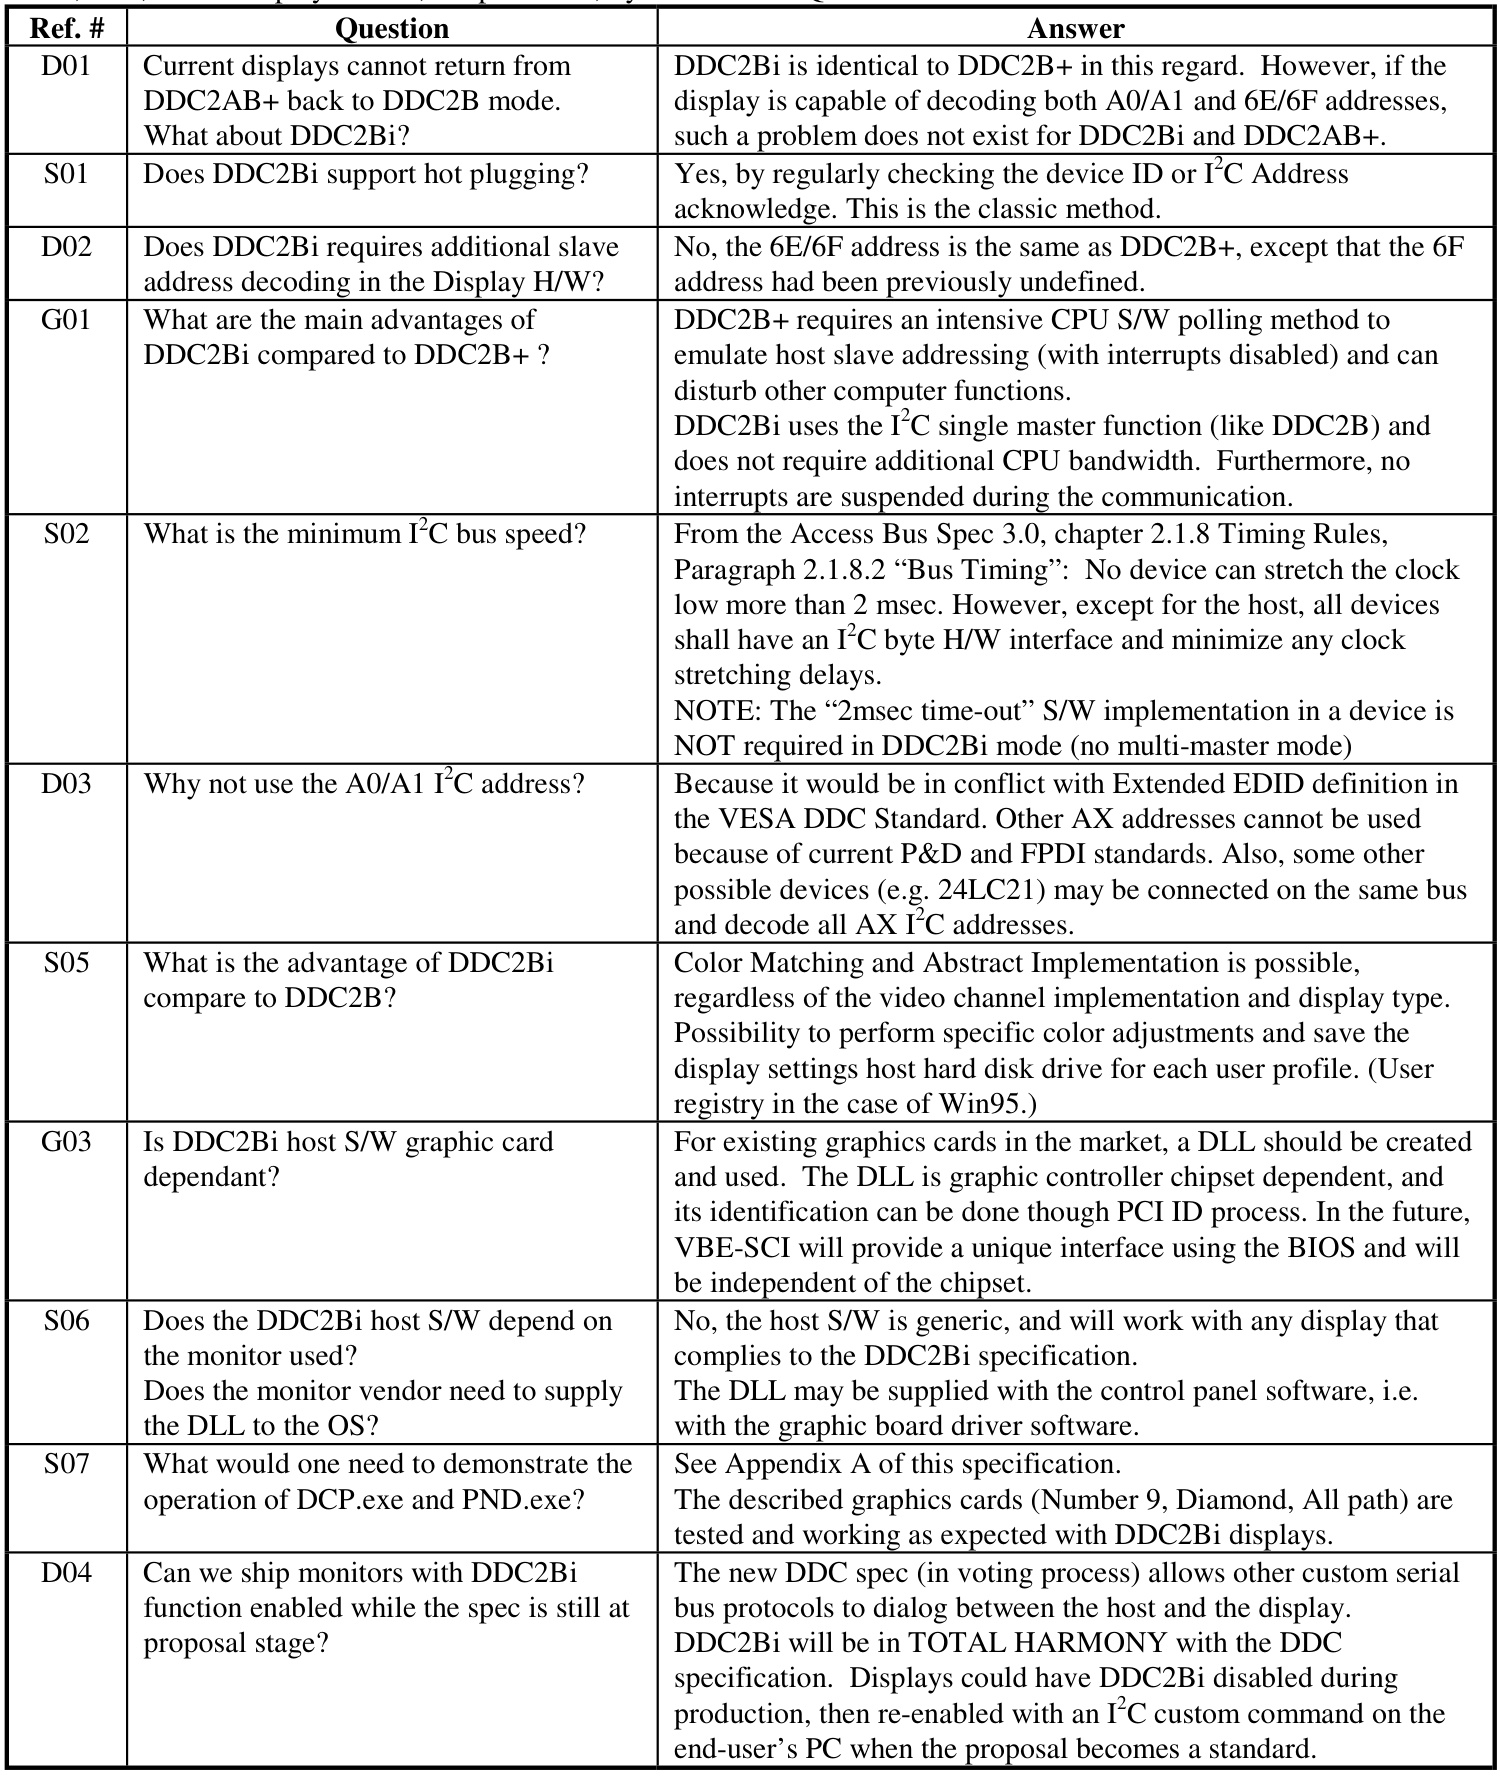 Ref. # Question Answer
D01 Current displays cannot return from DDC2Bi is identical to DDC2B+ in this regard.  However, if the
DDC2AB+ back to DDC2B mode. display is capable of decoding both A0/A1 and 6E/6F addresses,
What about DDC2Bi? such a problem does not exist for DDC2Bi and DDC2AB+.
S01 Does DDC2Bi support hot plugging? Yes, by regularly checking the device ID or I2C Address
acknowledge. This is the classic method.
D02 Does DDC2Bi requires additional slave No, the 6E/6F address is the same as DDC2B+, except that the 6F
address decoding in the Display H/W? address had been previously undefined.
G01 What are the main advantages of DDC2B+ requires an intensive CPU S/W polling method to
DDC2Bi compared to DDC2B+ ? emulate host slave addressing (with interrupts disabled) and can
disturb other computer functions.
DDC2Bi uses the I2C single master function (like DDC2B) and
does not require additional CPU bandwidth.  Furthermore, no
interrupts are suspended during the communication.
S02 What is the minimum I2C bus speed? From the Access Bus Spec 3.0, chapter 2.1.8 Timing Rules,
Paragraph 2.1.8.2 “Bus Timing”:  No device can stretch the clock
low more than 2 msec. However, except for the host, all devices
shall have an I2C byte H/W interface and minimize any clock
stretching delays.
NOTE: The “2msec time-out” S/W implementation in a device is
NOT required in DDC2Bi mode (no multi-master mode)
D03 Why not use the A0/A1 I2C address? Because it would be in conflict with Extended EDID definition in
the VESA DDC Standard. Other AX addresses cannot be used
because of current P&D and FPDI standards. Also, some other
possible devices (e.g. 24LC21) may be connected on the same bus
and decode all AX I2C addresses.
S05 What is the advantage of DDC2Bi Color Matching and Abstract Implementation is possible,
compare to DDC2B? regardless of the video channel implementation and display type.
Possibility to perform specific color adjustments and save the
display settings host hard disk drive for each user profile. (User
registry in the case of Win95.)
G03 Is DDC2Bi host S/W graphic card For existing graphics cards in the market, a DLL should be created
dependant? and used.  The DLL is graphic controller chipset dependent, and
its identification can be done though PCI ID process. In the future,
VBE-SCI will provide a unique interface using the BIOS and will
be independent of the chipset.
S06 Does the DDC2Bi host S/W depend on No, the host S/W is generic, and will work with any display that
the monitor used? complies to the DDC2Bi specification.
Does the monitor vendor need to supply The DLL may be supplied with the control panel software, i.e.
the DLL to the OS? with the graphic board driver software.
S07 What would one need to demonstrate the See Appendix A of this specification.
operation of DCP.exe and PND.exe? The described graphics cards (Number 9, Diamond, All path) are
tested and working as expected with DDC2Bi displays.
D04 Can we ship monitors with DDC2Bi The new DDC spec (in voting process) allows other custom serial
function enabled while the spec is still at bus protocols to dialog between the host and the display.
proposal stage? DDC2Bi will be in TOTAL HARMONY with the DDC
specification.  Displays could have DDC2Bi disabled during
production, then re-enabled with an I2C custom command on the
end-user’s PC when the proposal becomes a standard.